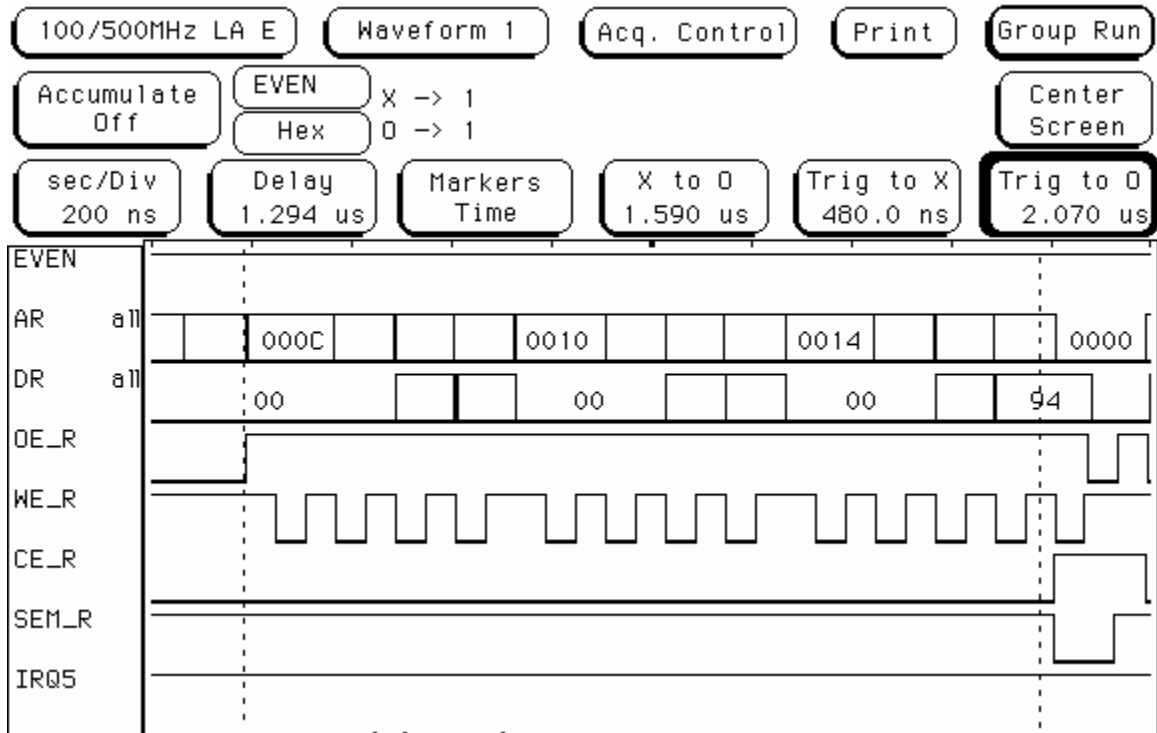 100/500MHz LA E Waveform 1 Acq. Control Print Group Run
Accumulate Off EVEN X -> 1 Center Screen
Hex O -> 1
sec/Div Delay Markers X to O Trig to X Trig to O
200 ns 1.294 us Time 1.590 us 480.0 ns 2.070 us
EVEN
AR all 000C 0010 0014 0000
DR all 00 00 00 94
OE_R
WE_R
CE_R
SEM_R
IRQ5